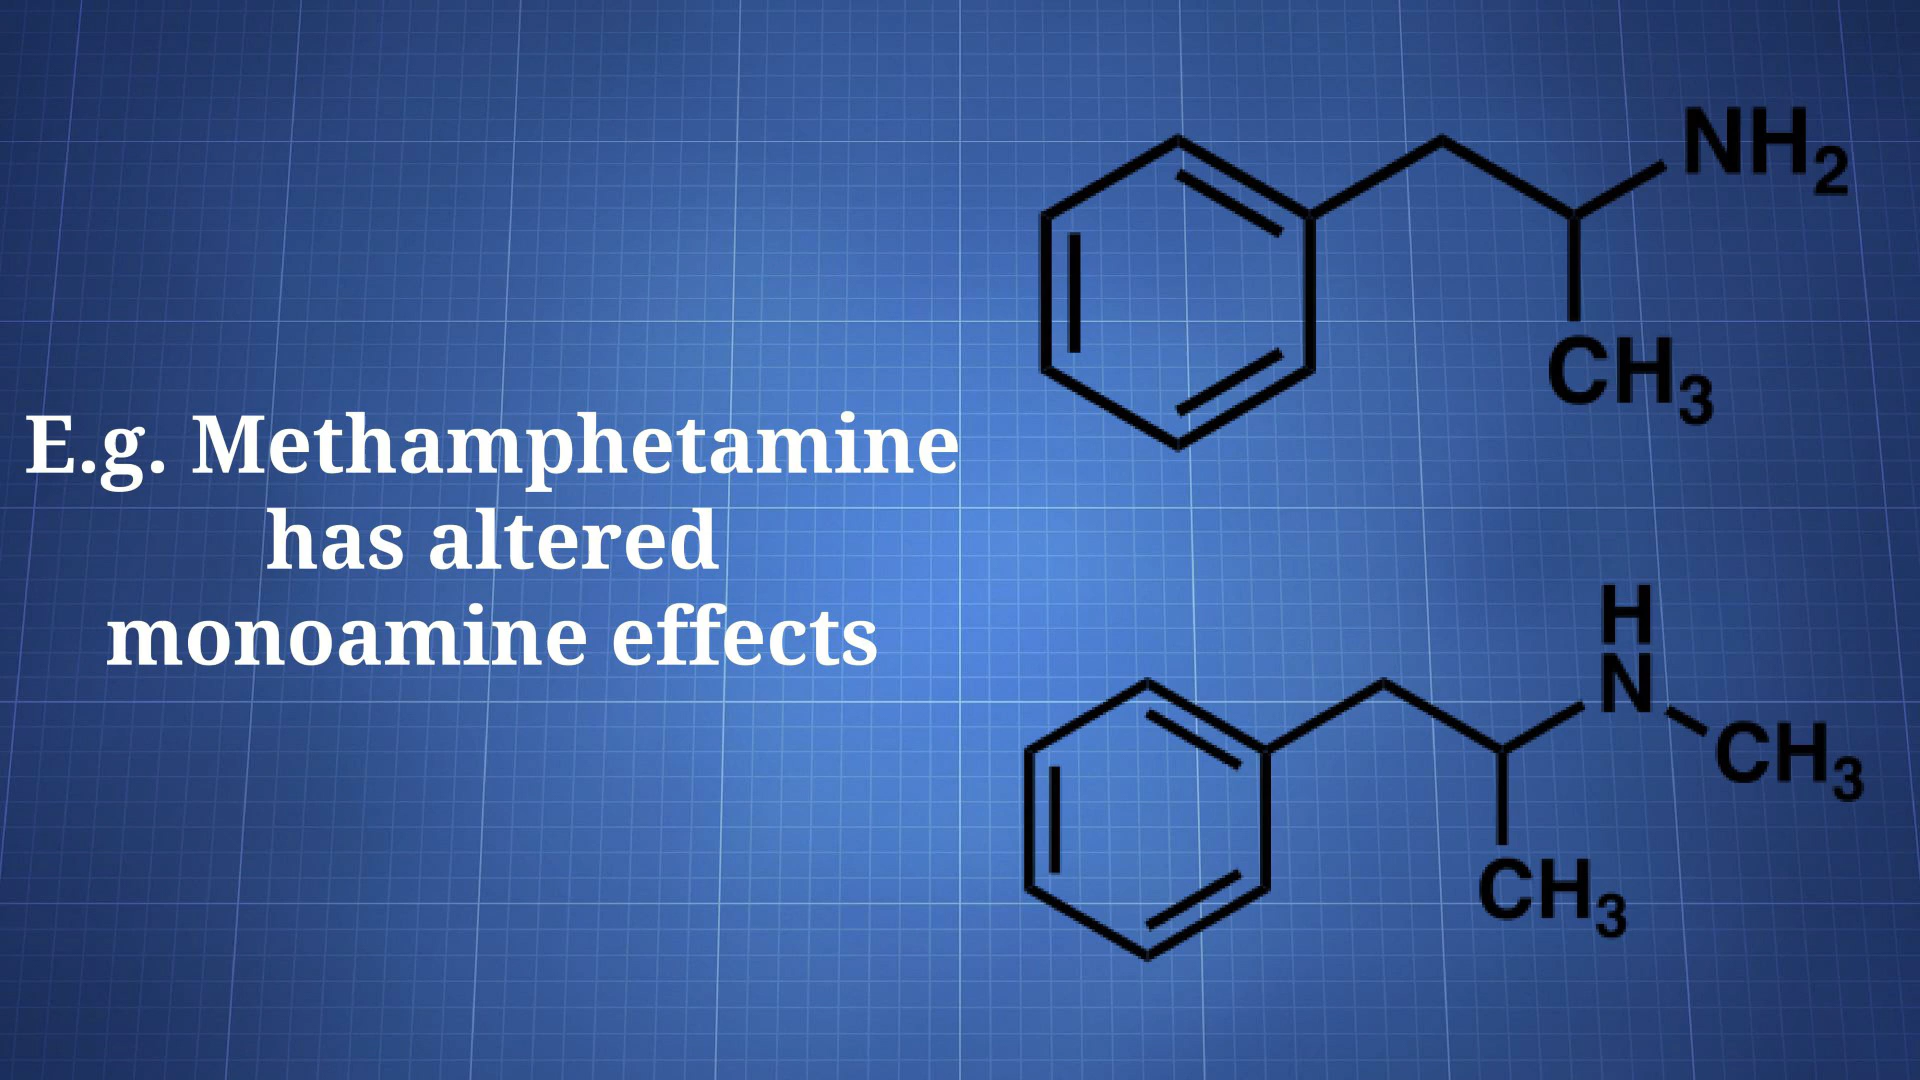 E.g. Methamphetamine
has altered
monoamine effects
NH2
CH3
H
N
CH3
CH3